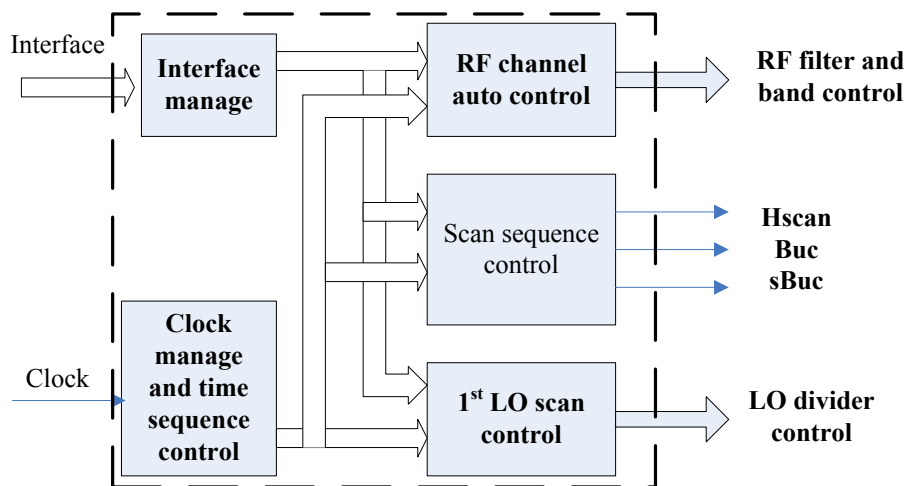 Interface
Interface
manage
RF channel
auto control
RF filter and
band control
Scan sequence
control
Hscan
Buc
sBuc
Clock
Clock
manage
and time
sequence
control
1st LO scan
control
LO divider
control